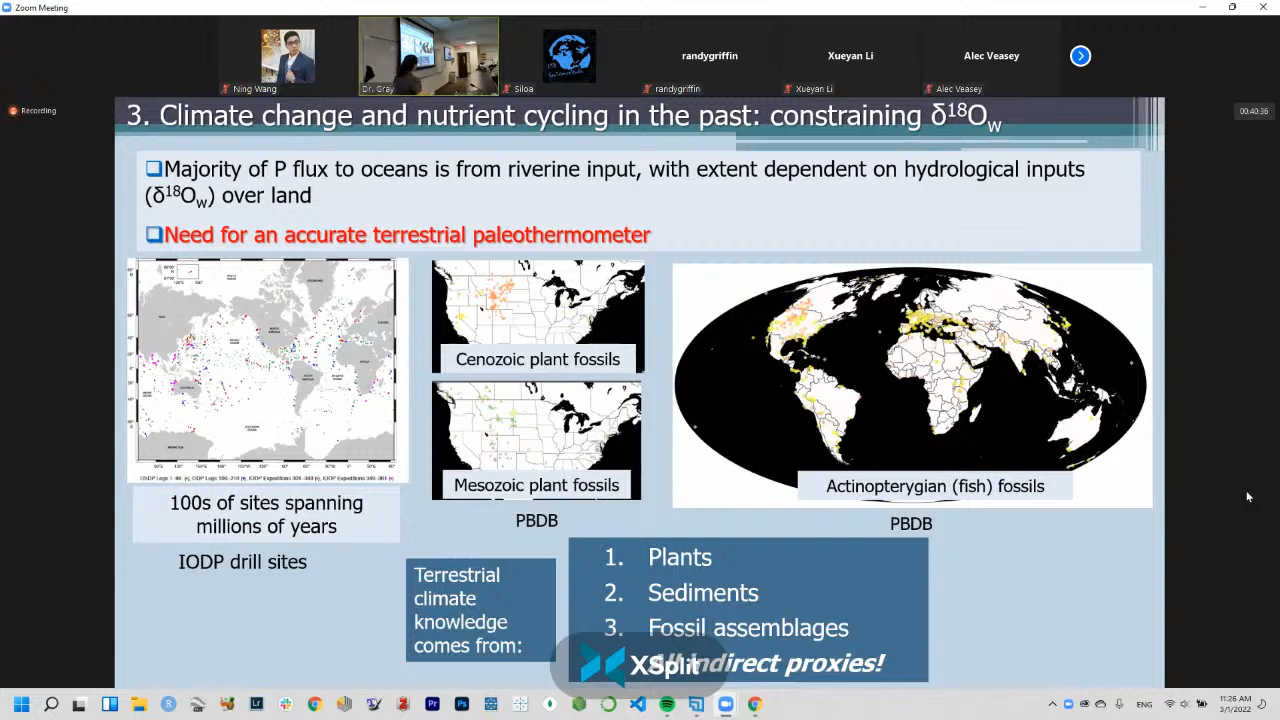 Zoom Meeting
randygriffin
Xueyan Li
Alec Veasey
Ning Wang
Dr. Gray
Siloa
randygriffin
Xueyan Li
Alec Veasey
Recording
00:40:36
3. Climate change and nutrient cycling in the past: constraining δ¹⁸Ow
Majority of P flux to oceans is from riverine input, with extent dependent on hydrological inputs
(δ¹⁸Ow) over land
Need for an accurate terrestrial paleothermometer
Cenozoic plant fossils
Mesozoic plant fossils
Actinopterygian (fish) fossils
100s of sites spanning
millions of years
PBDB
PBDB
IODP drill sites
Terrestrial
climate
knowledge
comes from:
1. Plants
2. Sediments
3. Fossil assemblages
indirect proxies!
XSplit
ENG
11:26 AM
3/1/2022